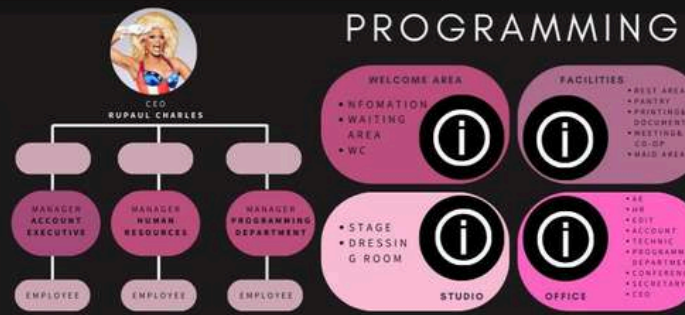 PROGRAMMING
CEO
RUPAUL CHARLES
MANAGER
ACCOUNT
EXECUTIVE
EMPLOYEE
MANAGER
HUMAN
RESOURCES
EMPLOYEE
MANAGER
PROGRAMMING
DEPARTMENT
EMPLOYEE
WELCOME AREA
• NFOMATION
• WAITING
AREA
• WC
i
FACILITIES
• REST AREA
• PANTRY
• PRINTING&
DOCUMENT
• MEETING&
CO-OP
• MAID AREA
i
• STAGE
• DRESSIN
G ROOM
i
STUDIO
• AE
• HR
• EDIT
• ACCOUNT
• TECHNIC
• PROGRAMM
DEPARTMEN
• CONFERENC
• SECRETARY
• CEO
i
OFFICE